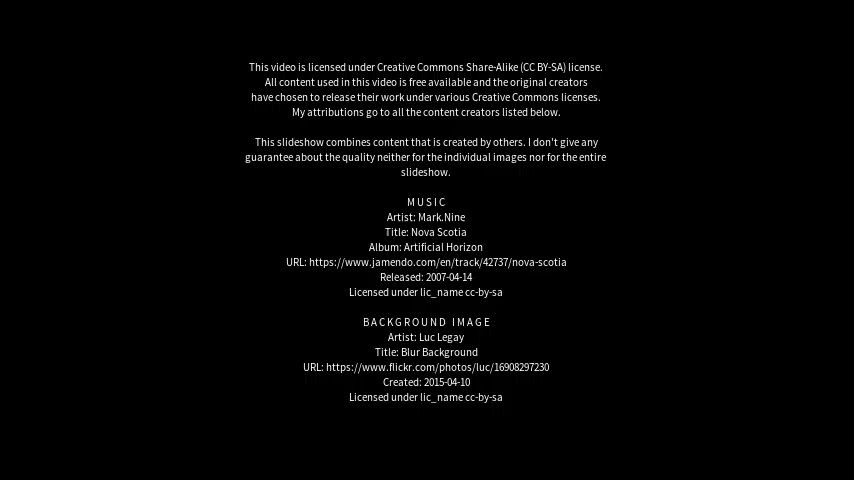 This video is licensed under Creative Commons Share-Alike (CC BY-SA) license.
All content used in this video is free available and the original creators
have chosen to release their work under various Creative Commons licenses.
My attributions go to all the content creators listed below.
This slideshow combines content that is created by others. I don't give any
guarantee about the quality neither for the individual images nor for the entire
slideshow.
MUSIC
Artist: Mark.Nine
Title: Nova Scotia
Album: Artificial Horizon
URL: https://www.jamendo.com/en/track/42737/nova-scotia
Released: 2007-04-14
Licensed under lic_name cc-by-sa
BACKGROUND IMAGE
Artist: Luc Legay
Title: Blur Background
URL: https://www.flickr.com/photos/luc/16908297230
Created: 2015-04-10
Licensed under lic_name cc-by-sa